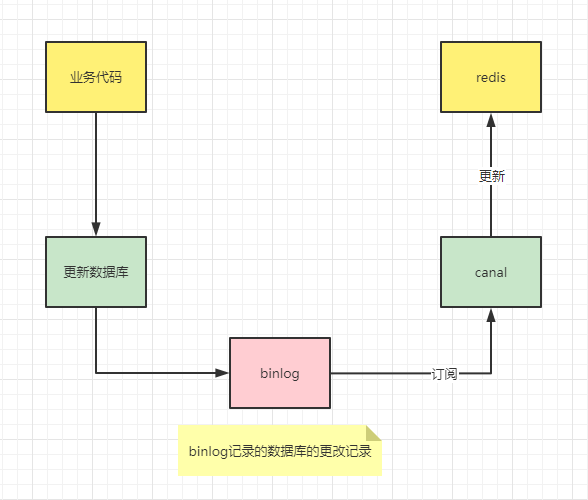 业务代码
redis
更新
更新数据库
canal
binlog
订阅
binlog记录的数据库的更改记录